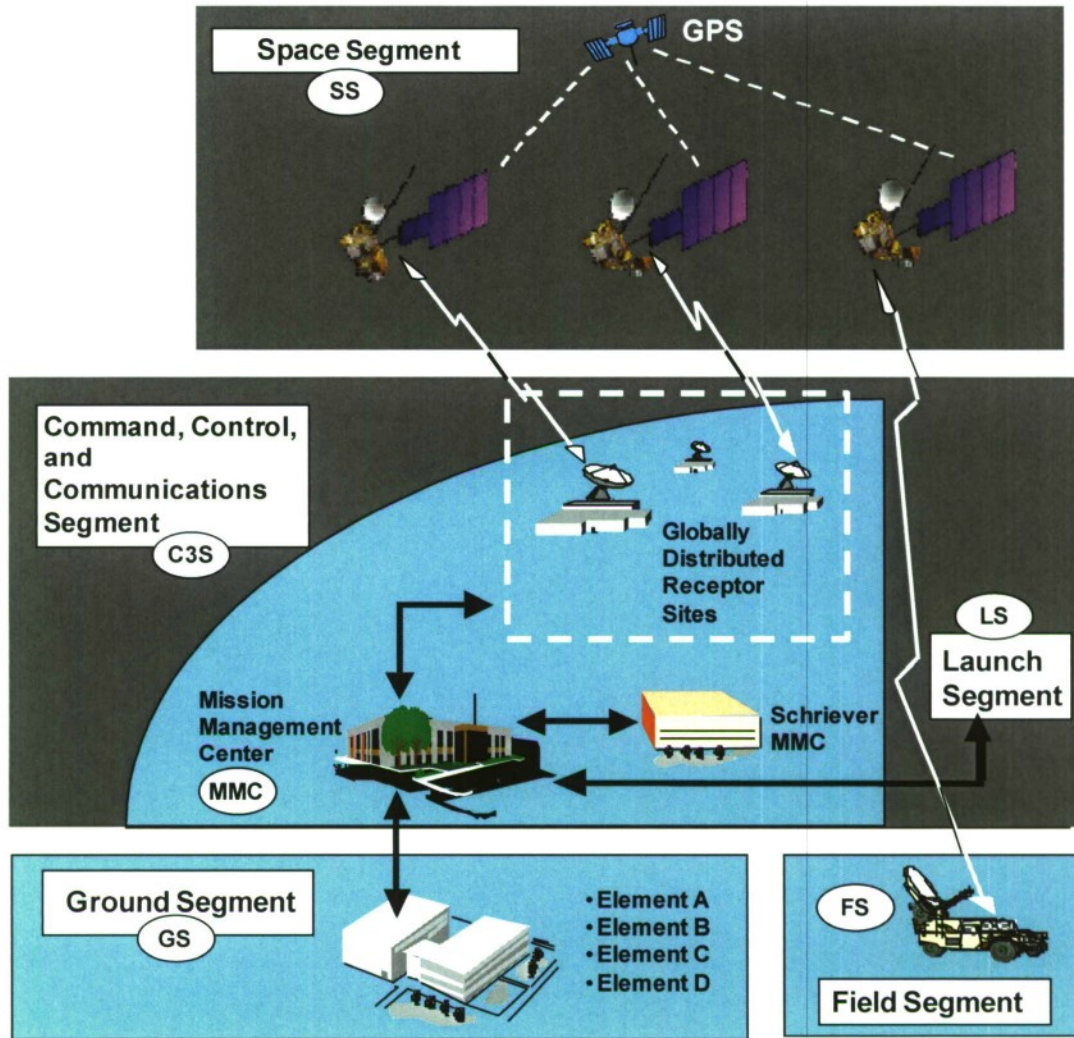 Space Segment
SS
GPS
Command, Control,
and
Communications
Segment
C3S
Globally
Distributed
Receptor
Sites
LS
Launch
Segment
Mission
Management
Center
MMC
Schriever
MMC
Ground Segment
GS
• Element A
• Element B
• Element C
• Element D
FS
Field Segment